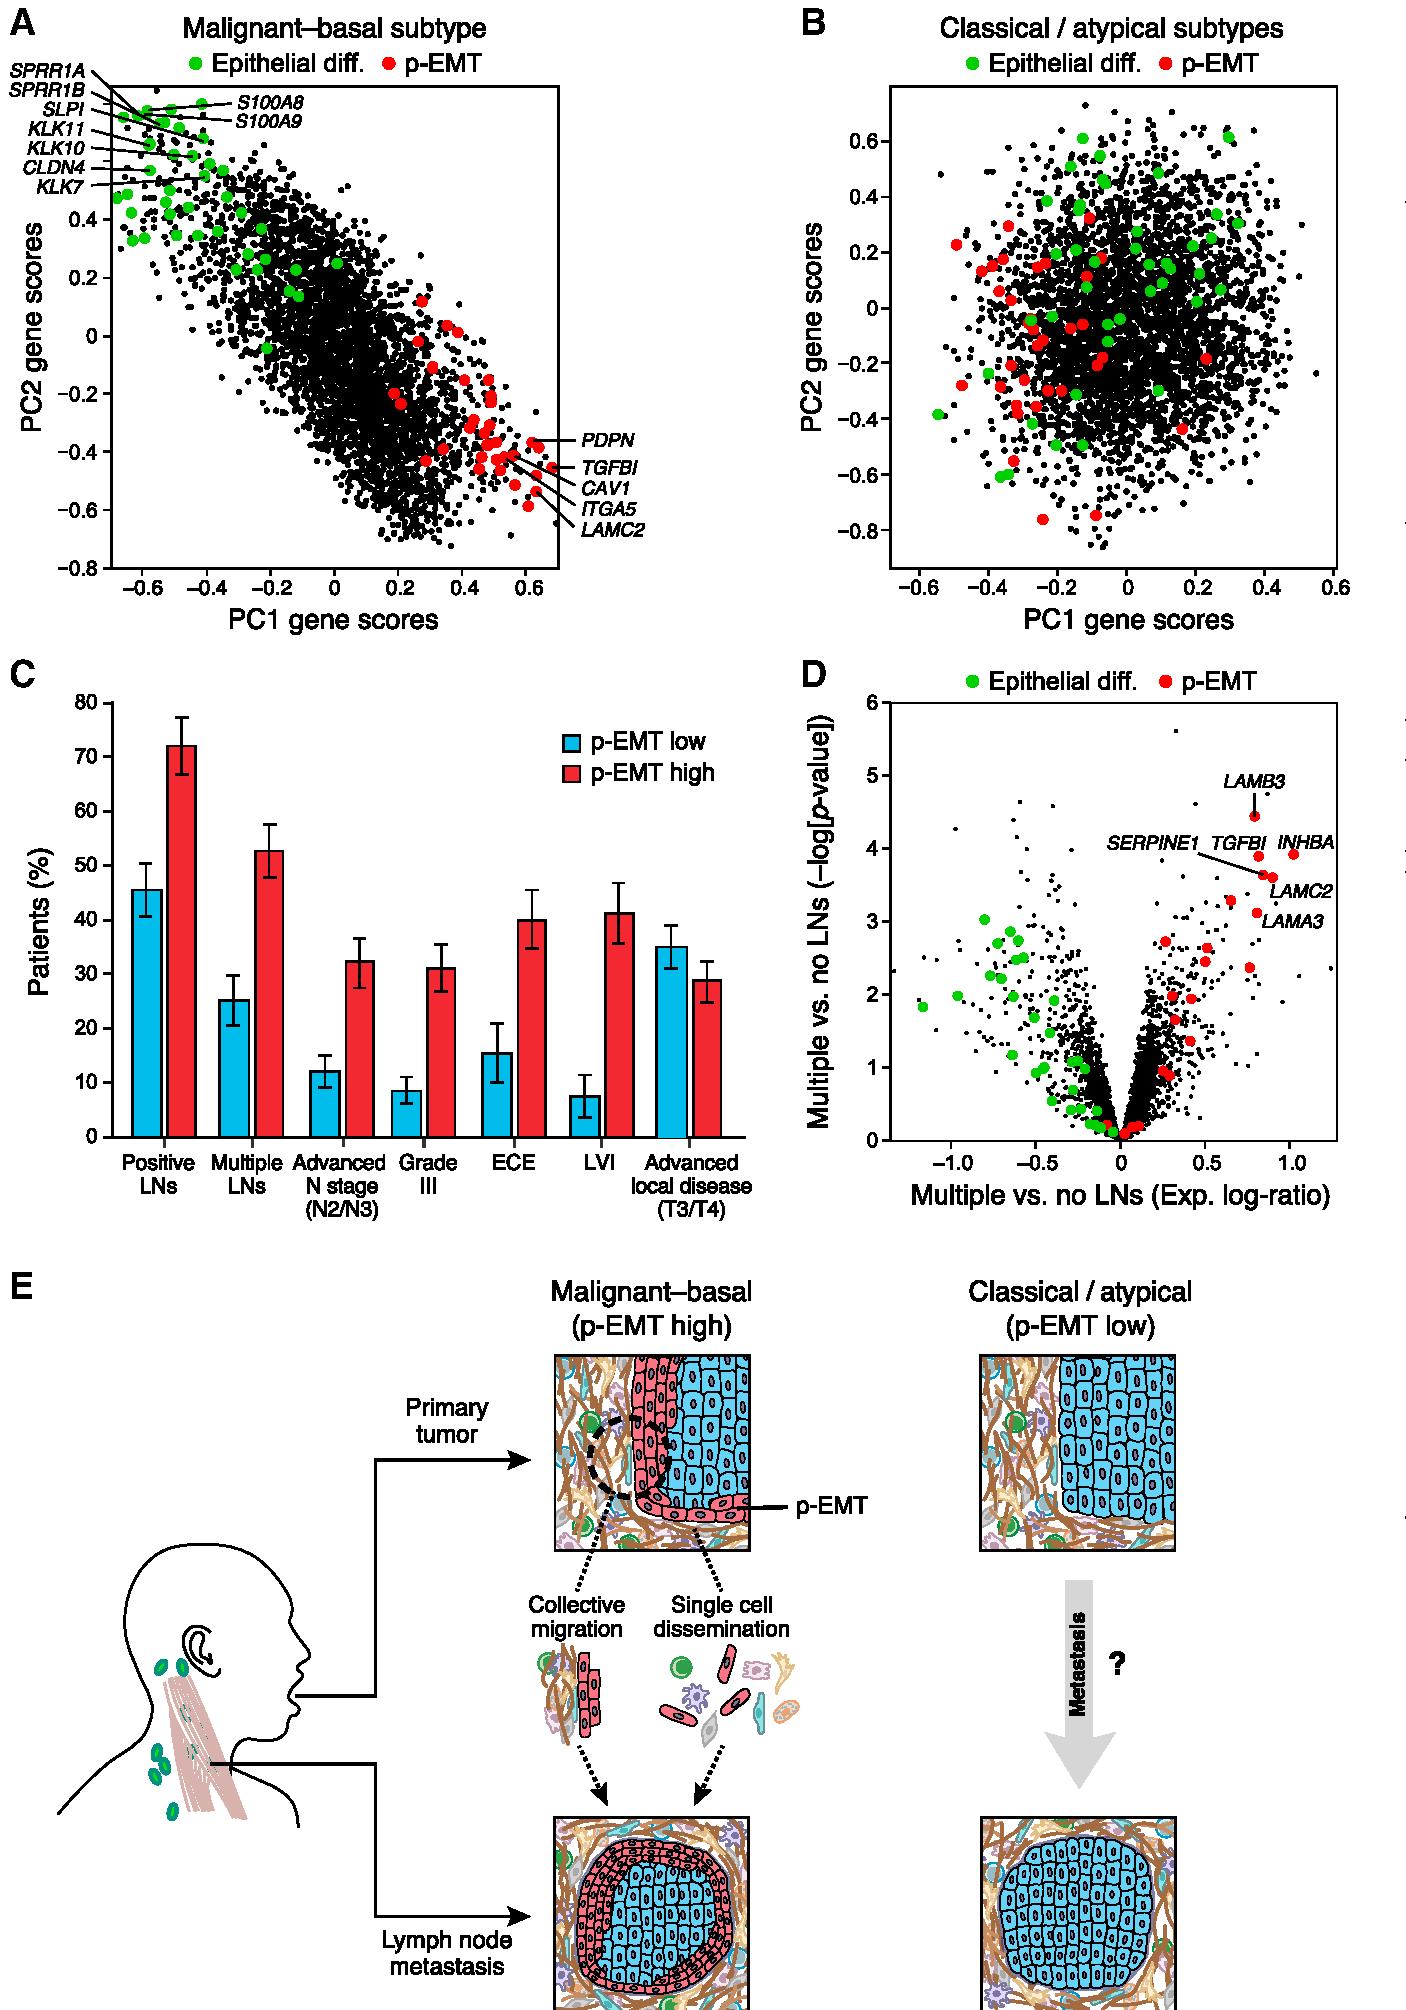 A
Malignant–basal subtype
Epithelial diff. p-EMT
SPRR1A
SPRR1B
SLPI
KLK11
KLK10
CLDN4
KLK7
S100A8
S100A9
PDPN
TGFBI
CAV1
ITGA5
LAMC2
PC2 gene scores
0.4
0.2
0
−0.2
−0.4
−0.6
−0.8
−0.6 −0.4 −0.2 0 0.2 0.4 0.6
PC1 gene scores
B
Classical / atypical subtypes
Epithelial diff. p-EMT
PC2 gene scores
0.6
0.4
0.2
0
−0.2
−0.4
−0.6
−0.8
−0.6 −0.4 −0.2 0 0.2 0.4 0.6
PC1 gene scores
C
Patients (%)
80
70
60
50
40
30
20
10
0
p-EMT low
p-EMT high
Positive
LNs
Multiple
LNs
Advanced
N stage
(N2/N3)
Grade
III
ECE
LVI
Advanced
local disease
(T3/T4)
D
Epithelial diff. p-EMT
Multiple vs. no LNs (–log[p-value])
6
5
4
3
2
1
0
LAMB3
SERPINE1 TGFBI INHBA
LAMC2
LAMA3
−1.0 −0.5 0 0.5 1.0
Multiple vs. no LNs (Exp. log-ratio)
E
Malignant–basal
(p-EMT high)
Classical / atypical
(p-EMT low)
Primary
tumor
p-EMT
Collective
migration
Single cell
dissemination
Metastasis
?
Lymph node
metastasis